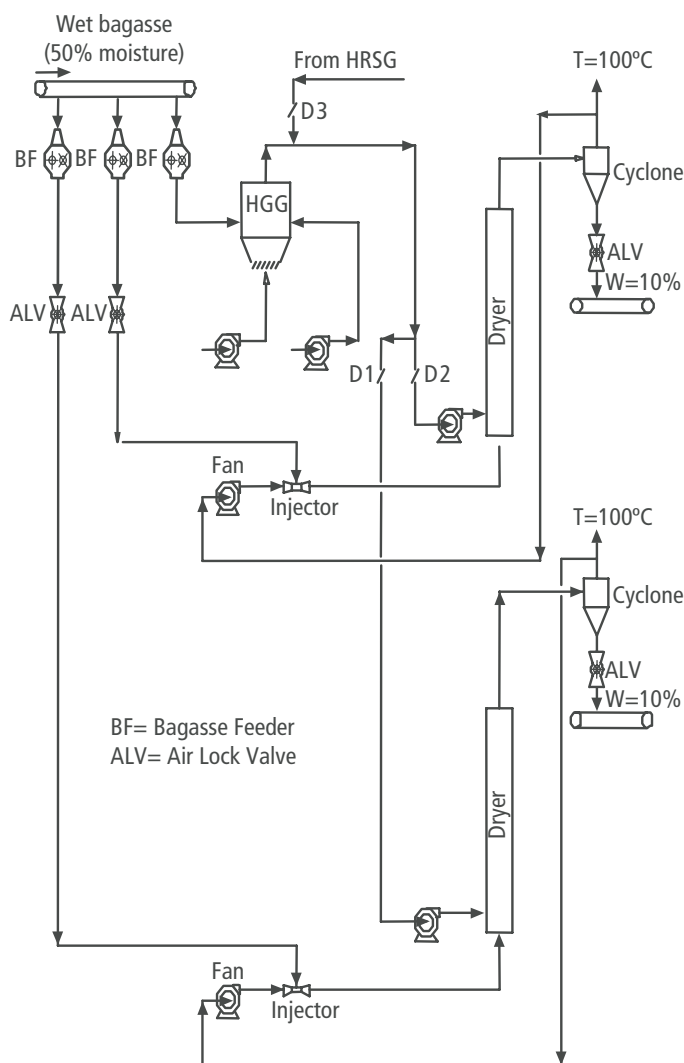 Wet bagasse
(50% moisture)
From HRSG
T=100ºC
D3
BF
BF
BF
Cyclone
HGG
ALV
W=10%
ALV
ALV
Dryer
D1
D2
Fan
Injector
T=100ºC
Cyclone
ALV
W=10%
BF= Bagasse Feeder
ALV= Air Lock Valve
Dryer
Fan
Injector